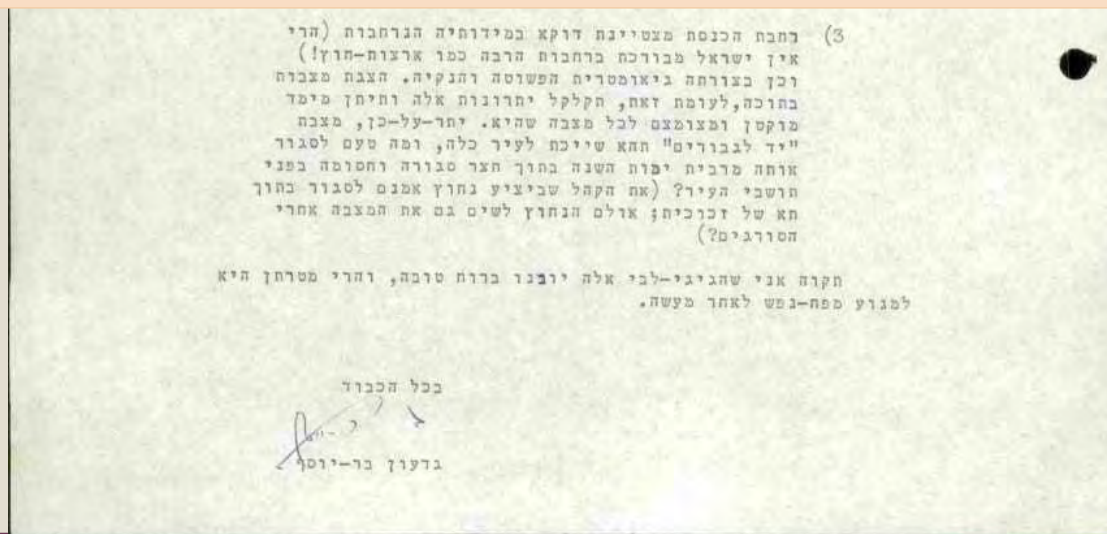 3) רחבת הכנסת מצטיינת דוקא במידותיה הנרחבות (הרי
אין ישראל מבורכת ברחבות הרבה כמו ארצות-חוץ!)
וכן בצורתה גיאומטרית הפשוטה והנקיה. הצגת מצבות
בתוכה,לעומת זאת, תקלקל יתרונות אלה ותיתן מימד
מוקטן ומצומצם לכל מצבה שהיא. יתר-על-כן, מצבת
"יד לגבורים" תהא שייכת לעיר כלה, ומה טעם לסגור
אותה מרבית ימות השנה בתוך חצר סגורה וחסומה בפני
תושבי העיר? (את הקהל שביציע נחוץ אמנם לסגור בתוך
תא של זכוכית; אולם הנחוץ לשים גם את המצבה אחרי
הסורגים?)
תקוה אני שהגיגי-לבי אלה יובנו ברוח טובה, והרי מטרתן היא
למנוע מפח-נפש לאחר מעשה.
בכל הכבוד
גדעון בר-יוסף